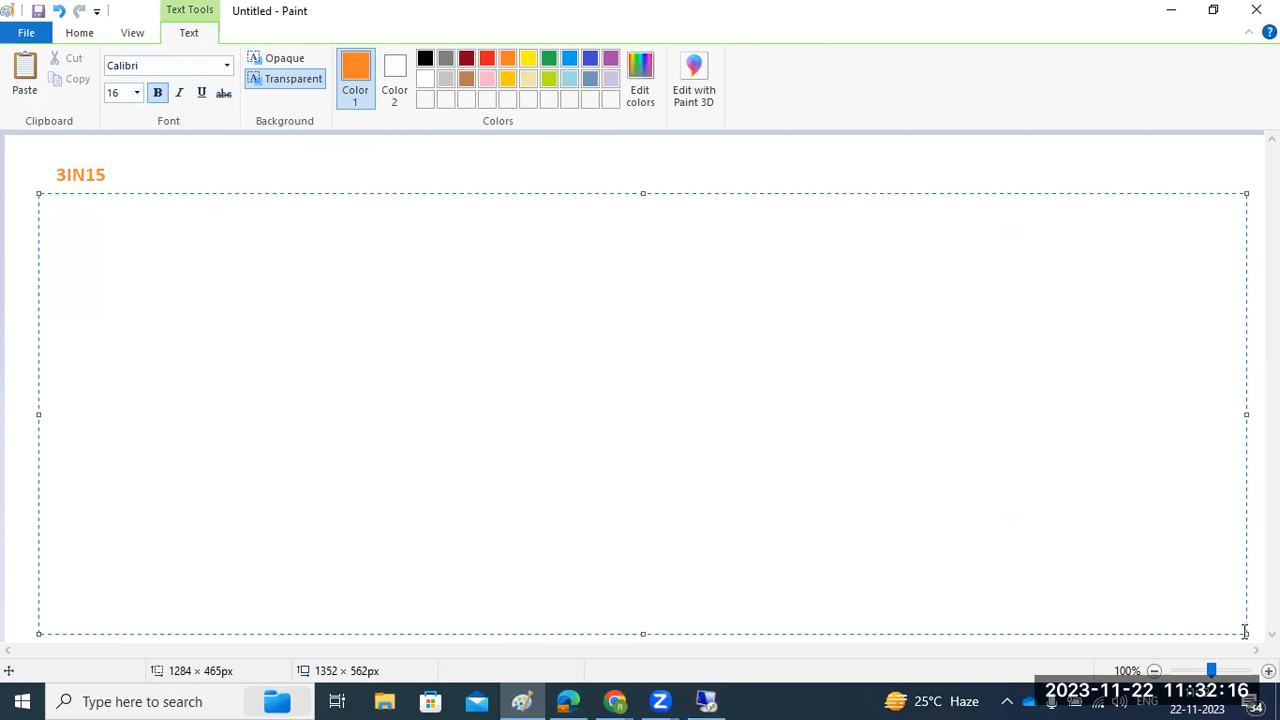 Text Tools
Untitled - Paint
File
Home
View
Text
Paste
Cut
Copy
Clipboard
Calibri
16
B
I
U
abc
Font
Opaque
Transparent
Background
Color 1
Color 2
Edit colors
Colors
Edit with Paint 3D
3IN15
1284 × 465px
1352 × 562px
100%
Type here to search
25°C Haze
ENG
2023-11-22 11:32:16
22-11-2023
34